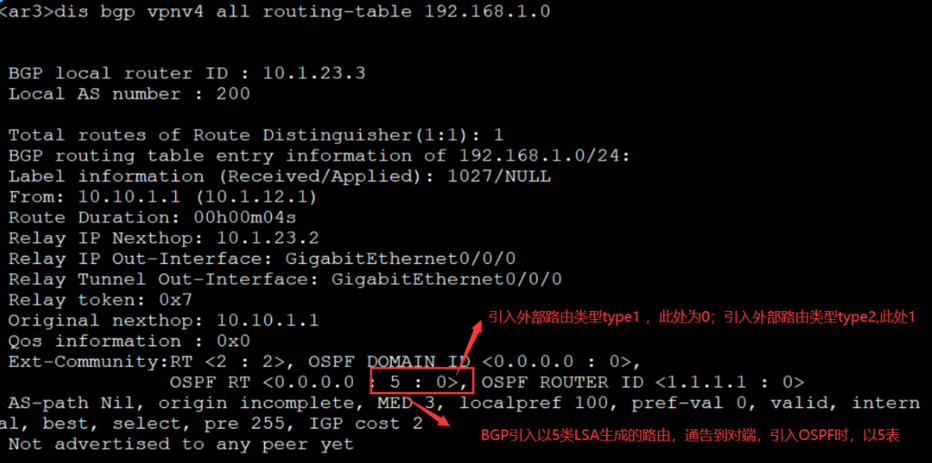 <ar3>dis bgp vpnv4 all routing-table 192.168.1.0
BGP local router ID : 10.1.23.3
Local AS number : 200
Total routes of Route Distinguisher(1:1): 1
BGP routing table entry information of 192.168.1.0/24:
Label information (Received/Applied): 1027/NULL
From: 10.10.1.1 (10.1.12.1)
Route Duration: 00h00m04s
Relay IP Nexthop: 10.1.23.2
Relay IP Out-Interface: GigabitEthernet0/0/0
Relay Tunnel Out-Interface: GigabitEthernet0/0/0
Relay token: 0x7
引入外部路由类型type1 ，此处为0；引入外部路由类型type2,此处1
Original nexthop: 10.10.1.1
Qos information : 0x0
Ext-Community:RT <2 : 2>, OSPF DOMAIN ID <0.0.0.0 : 0>,
OSPF RT <0.0.0.0 : 5 : 0>, OSPF ROUTER ID <1.1.1.1 : 0>
AS-path Nil, origin incomplete, MED 3, localpref 100, pref-val 0, valid, intern
al, best, select, pre 255, IGP cost 2
BGP引入以5类LSA生成的路由，通告到对端，引入OSPF时，以5表
Not advertised to any peer yet